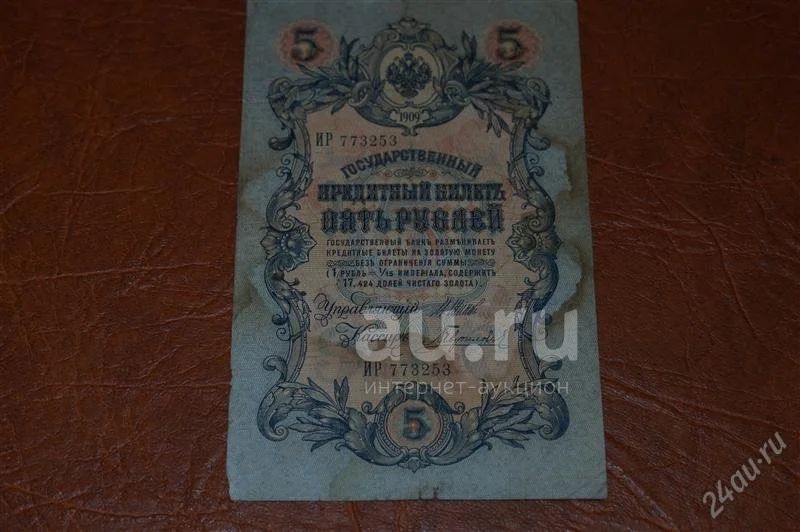 5 5
1909
ИР 773253
ГОСУДАРСТВЕННЫЙ
КРЕДИТНЫЙ БИЛЕТЪ
ПЯТЬ РУБЛЕЙ
ГОСУДАРСТВЕННЫЙ БАНКЪ РАЗМѢНИВАЕТЪ
КРЕДИТНЫЕ БИЛЕТЫ НА ЗОЛОТУЮ МОНЕТУ
БЕЗЪ ОГРАНИЧЕНІЯ СУММЫ
(1 РУБЛЬ = 1/15 ИМПЕРІАЛА, СОДЕРЖИТЪ
17,424 ДОЛЕЙ ЧИСТАГО ЗОЛОТА).
Управляющій
Кассиръ
au.ru
ИР 773253
интернет-аукцион
5
24au.ru